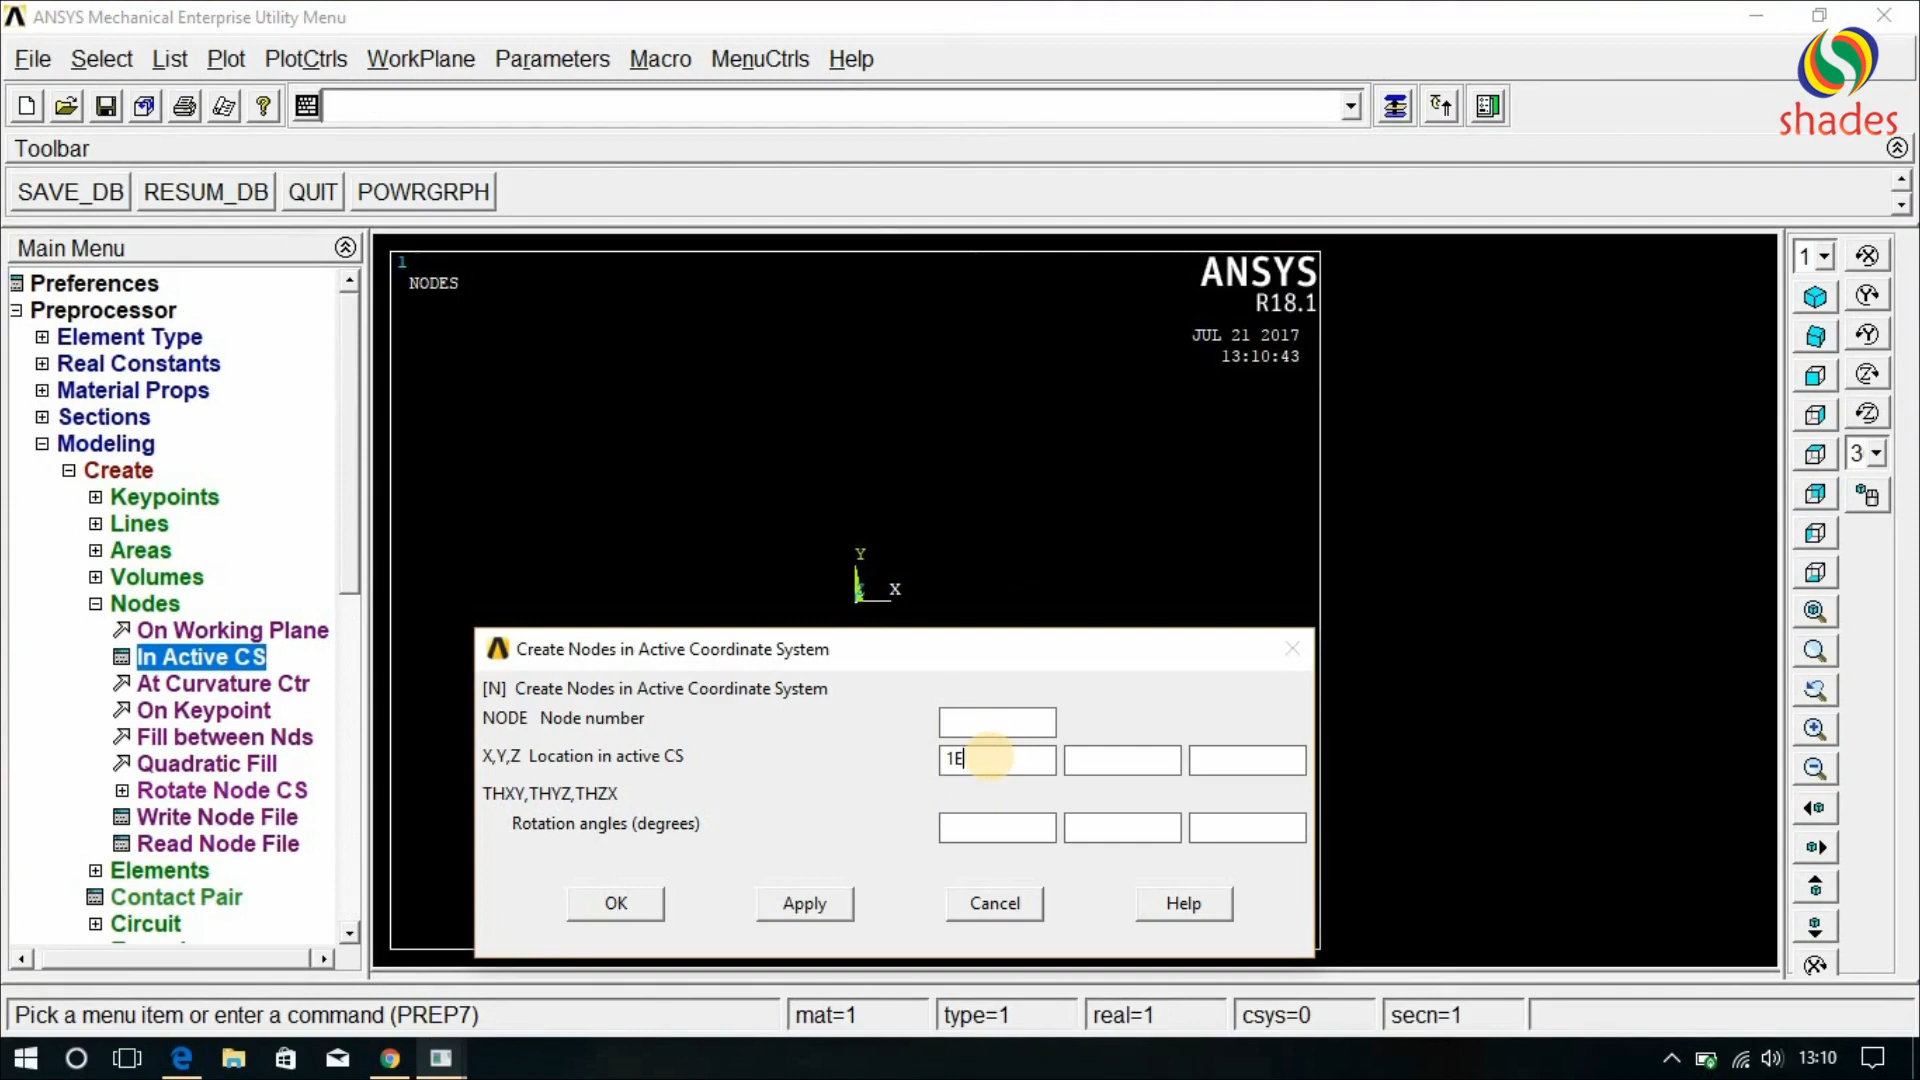 ANSYS Mechanical Enterprise Utility Menu
shades
File Select List Plot PlotCtrls WorkPlane Parameters Macro MenuCtrls Help
Toolbar
SAVE_DB RESUM_DB QUIT POWRGRPH
Main Menu
Preferences
Preprocessor
Element Type
Real Constants
Material Props
Sections
Modeling
Create
Keypoints
Lines
Areas
Volumes
Nodes
On Working Plane
In Active CS
At Curvature Ctr
On Keypoint
Fill between Nds
Quadratic Fill
Rotate Node CS
Write Node File
Read Node File
Elements
Contact Pair
Circuit
1
NODES
ANSYS
R18.1
JUL 21 2017
13:10:43
Y
X
Create Nodes in Active Coordinate System
[N] Create Nodes in Active Coordinate System
NODE Node number
X,Y,Z Location in active CS 1E
THXY,THYZ,THZX
Rotation angles (degrees)
OK Apply Cancel Help
1
3
Pick a menu item or enter a command (PREP7) mat=1 type=1 real=1 csys=0 secn=1
13:10